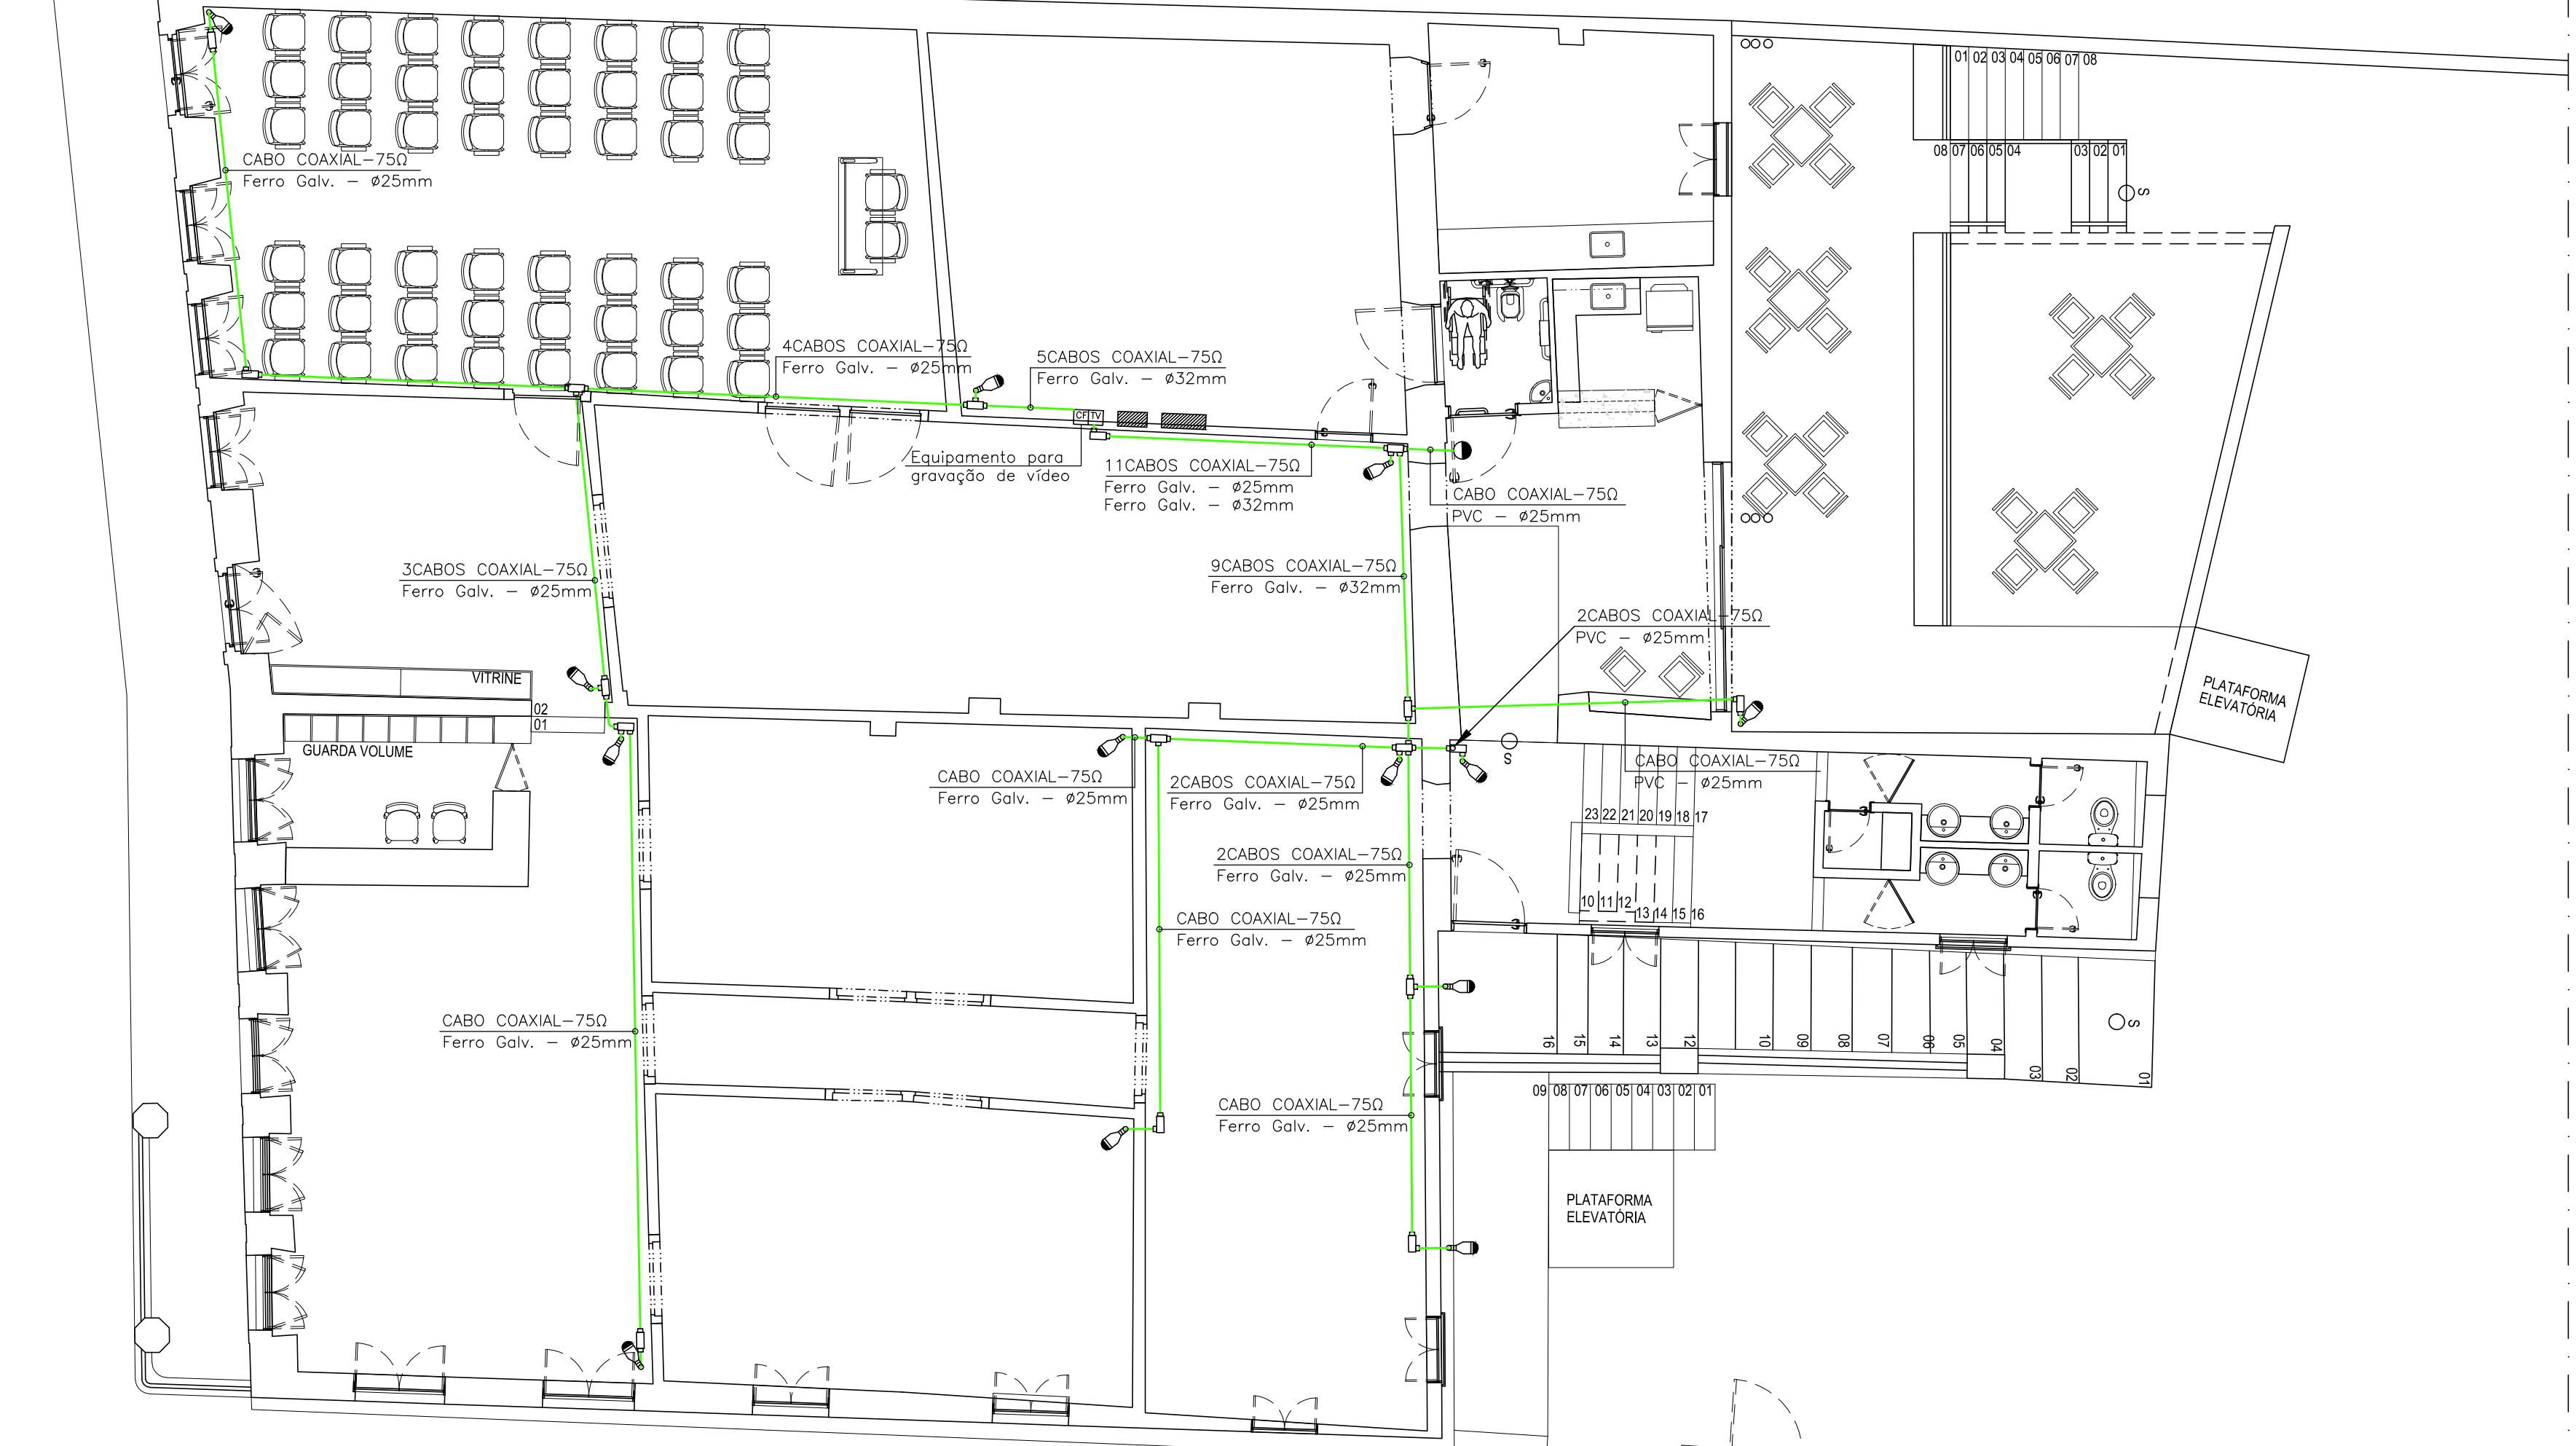 01 02 03 04 05 06 07 08
08 07 06 05 04
03 02 01
S
CABO COAXIAL-75Ω
Ferro Galv. - ø25mm
4CABOS COAXIAL-75Ω
Ferro Galv. - ø25mm
5CABOS COAXIAL-75Ω
Ferro Galv. - ø32mm
CF TV
Equipamento para
gravação de vídeo
11CABOS COAXIAL-75Ω
Ferro Galv. - ø25mm
Ferro Galv. - ø32mm
CABO COAXIAL-75Ω
PVC - ø25mm
3CABOS COAXIAL-75Ω
Ferro Galv. - ø25mm
9CABOS COAXIAL-75Ω
Ferro Galv. - ø32mm
2CABOS COAXIAL-75Ω
PVC - ø25mm
VITRINE
02
01
GUARDA VOLUME
PLATAFORMA
ELEVATÓRIA
S
CABO COAXIAL-75Ω
Ferro Galv. - ø25mm
2CABOS COAXIAL-75Ω
Ferro Galv. - ø25mm
CABO COAXIAL-75Ω
PVC - ø25mm
23 22 21 20 19 18 17
2CABOS COAXIAL-75Ω
Ferro Galv. - ø25mm
10 11 12
13 14 15 16
CABO COAXIAL-75Ω
Ferro Galv. - ø25mm
CABO COAXIAL-75Ω
Ferro Galv. - ø25mm
S
16 15 14 13 12 10 09 08 07 06 05 04
03 02 01
09 08 07 06 05 04 03 02 01
CABO COAXIAL-75Ω
Ferro Galv. - ø25mm
PLATAFORMA
ELEVATÓRIA